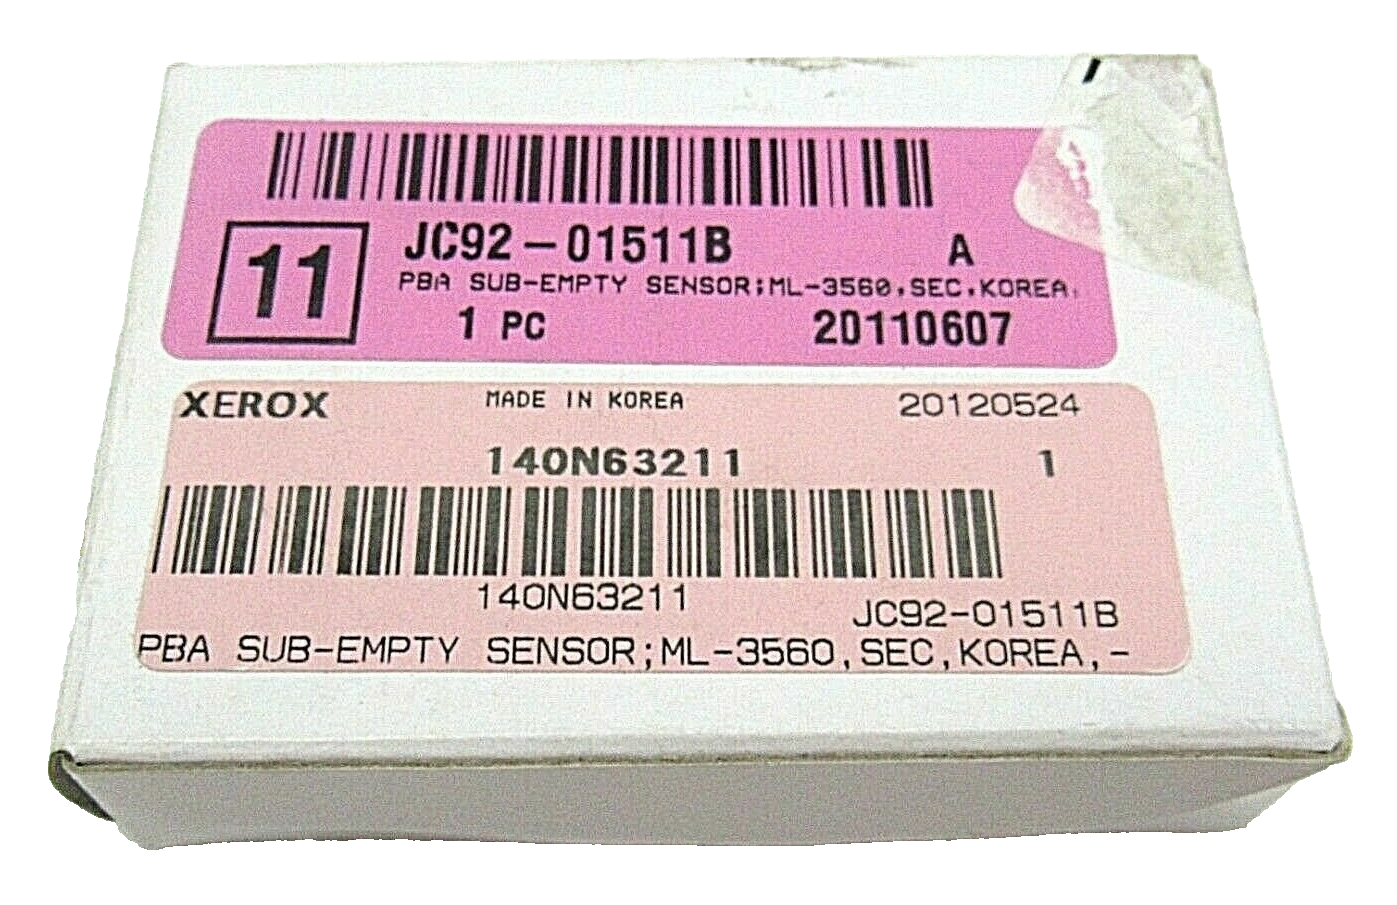 JC92-01511B A
11
PBA SUB-EMPTY SENSOR;ML-3560,SEC,KOREA,
1 PC 20110607
XEROX MADE IN KOREA 20120524
140N63211 1
140N63211
JC92-01511B
PBA SUB-EMPTY SENSOR;ML-3560,SEC,KOREA,-